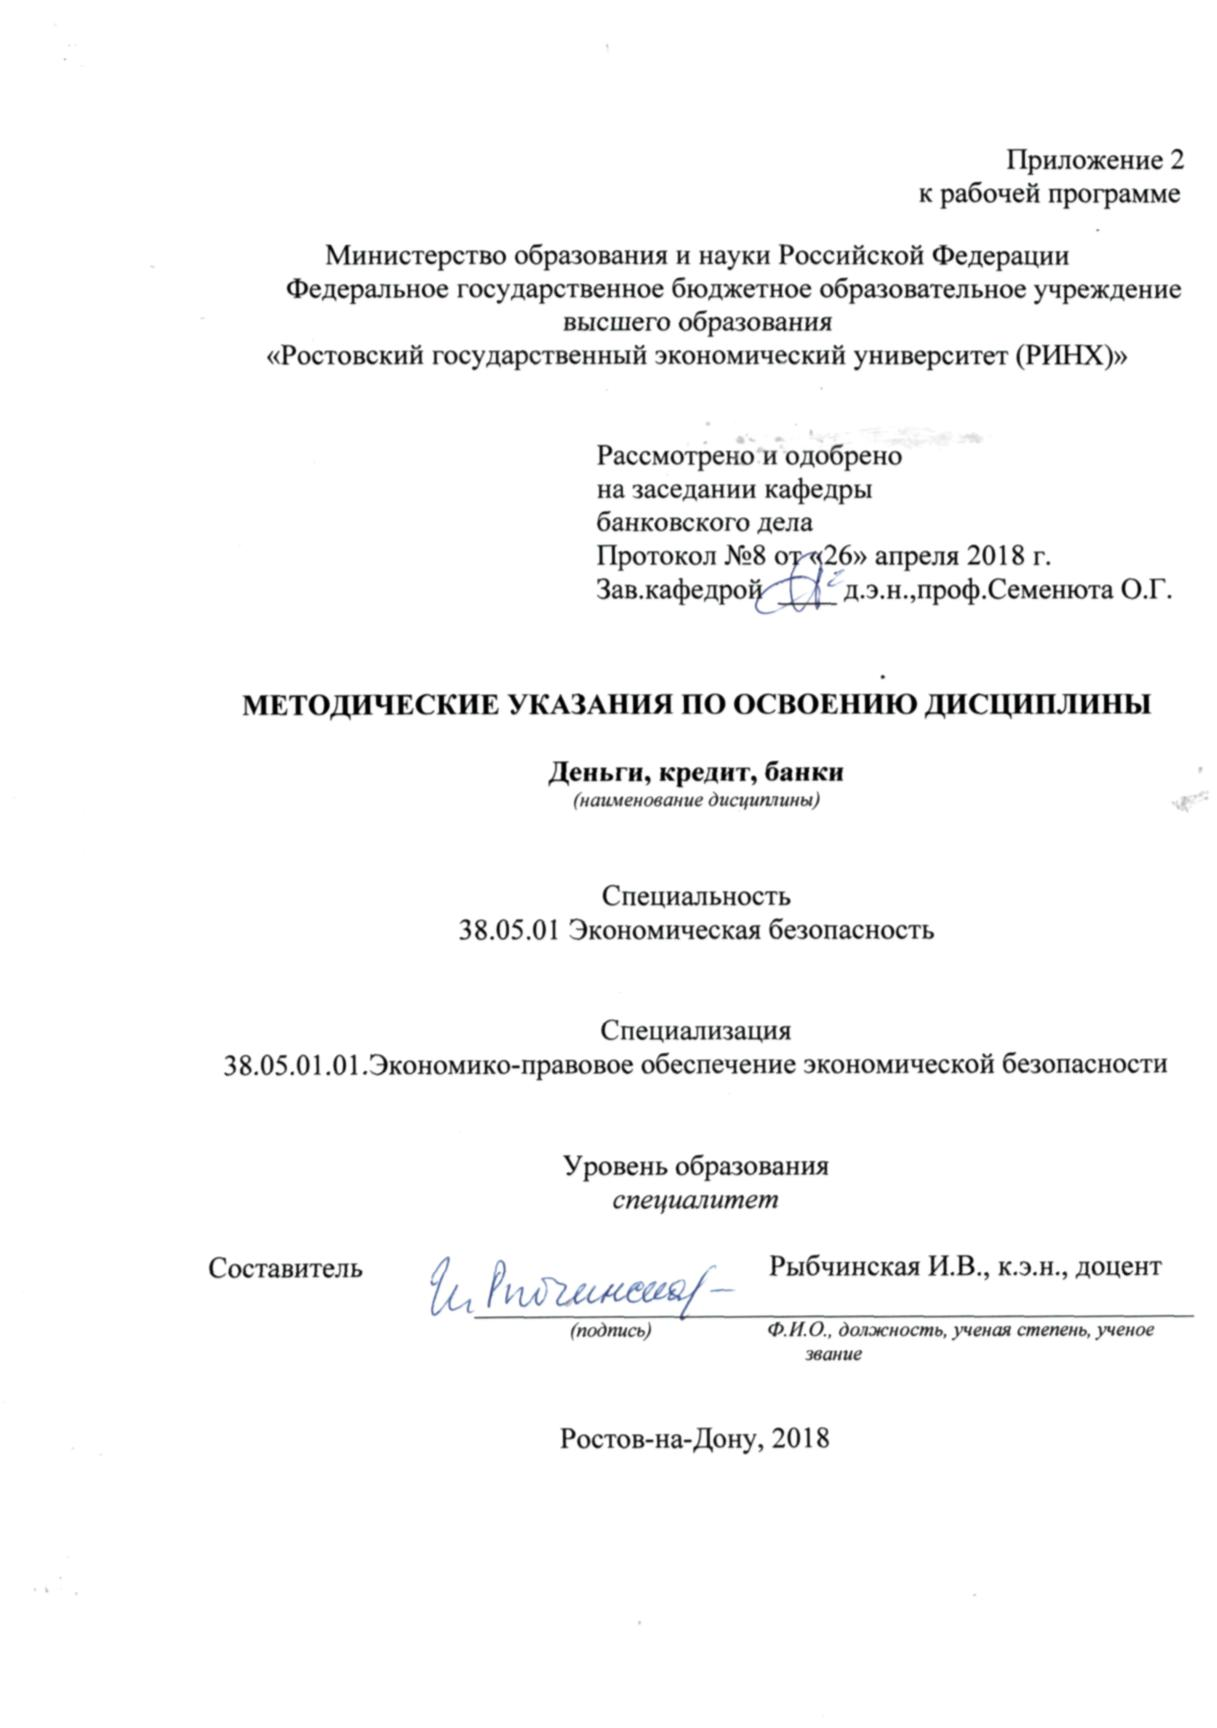 Приложение 2
к рабочей программе
Министерство образования и науки Российской Федерации
Федеральное государственное бюджетное образовательное учреждение
высшего образования
«Ростовский государственный экономический университет (РИНХ)»
Рассмотрено и одобрено
на заседании кафедры
банковского дела
Протокол №8 от «26» апреля 2018 г.
Зав.кафедрой _____ д.э.н.,проф.Семенюта О.Г.
МЕТОДИЧЕСКИЕ УКАЗАНИЯ ПО ОСВОЕНИЮ ДИСЦИПЛИНЫ
Деньги, кредит, банки
(наименование дисциплины)
Специальность
38.05.01 Экономическая безопасность
Специализация
38.05.01.01.Экономико-правовое обеспечение экономической безопасности
Уровень образования
специалитет
Составитель Рыбчинская И.В., к.э.н., доцент
(подпись) Ф.И.О., должность, ученая степень, ученое
звание
Ростов-на-Дону, 2018